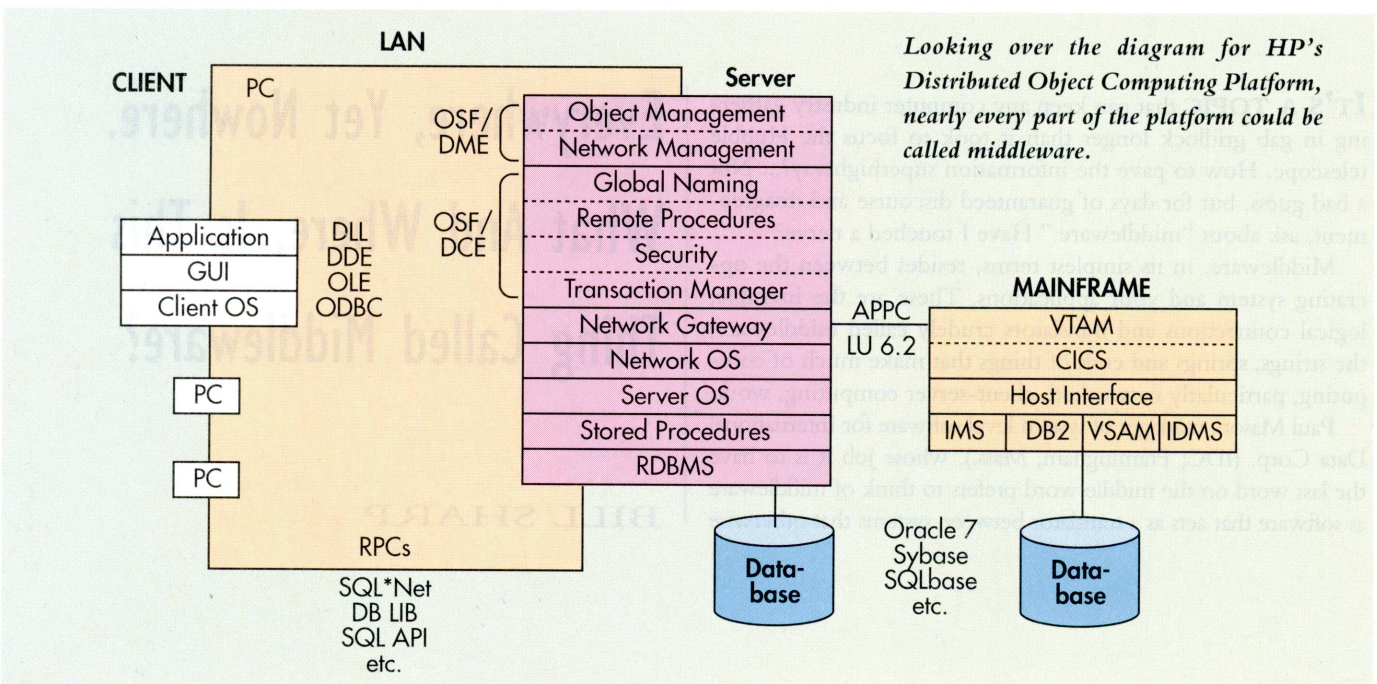 LAN
CLIENT
PC
Server
Looking over the diagram for HP's
Distributed Object Computing Platform,
nearly every part of the platform could be
called middleware.
OSF/
DME
Object Management
Network Management
OSF/
DCE
Global Naming
Remote Procedures
Security
Transaction Manager
Network Gateway
Network OS
Server OS
Stored Procedures
RDBMS
Application
GUI
Client OS
DLL
DDE
OLE
ODBC
PC
PC
RPCs
SQL*Net
DB LIB
SQL API
etc.
APPC
LU 6.2
MAINFRAME
VTAM
CICS
Host Interface
IMS DB2 VSAM IDMS
Data-
base
Oracle 7
Sybase
SQLbase
etc.
Data-
base